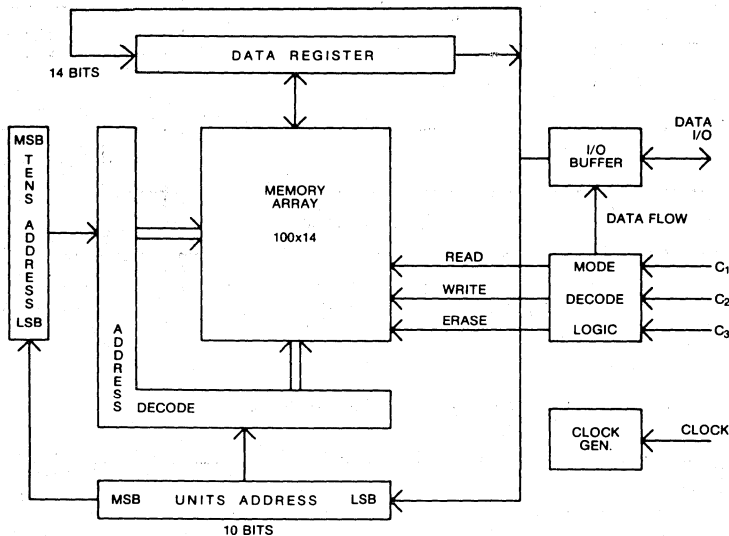 DATA REGISTER
14 BITS
MSB
TENS ADDRESS
LSB
ADDRESS
DECODE
MEMORY
ARRAY
100x14
I/O
BUFFER
DATA
I/O
DATA FLOW
READ
WRITE
ERASE
MODE
DECODE
LOGIC
C1
C2
C3
CLOCK
GEN.
CLOCK
MSB UNITS ADDRESS LSB
10 BITS